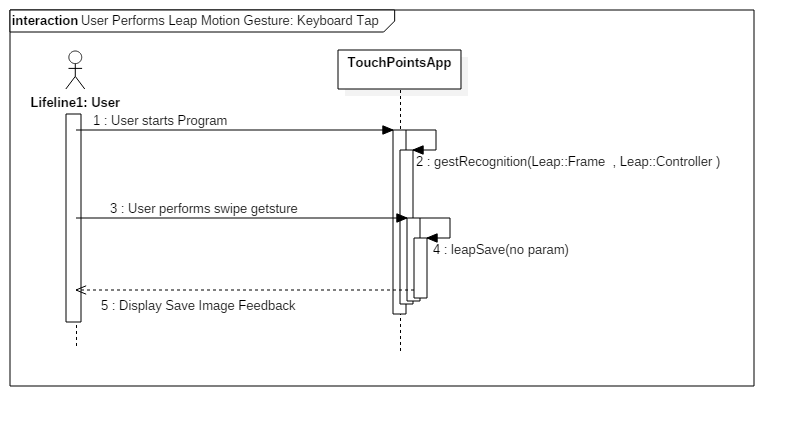 interaction User Performs Leap Motion Gesture: Keyboard Tap
TouchPointsApp
Lifeline1: User
1 : User starts Program
2 : gestRecognition(Leap::Frame , Leap::Controller )
3 : User performs swipe getsture
4 : leapSave(no param)
5 : Display Save Image Feedback